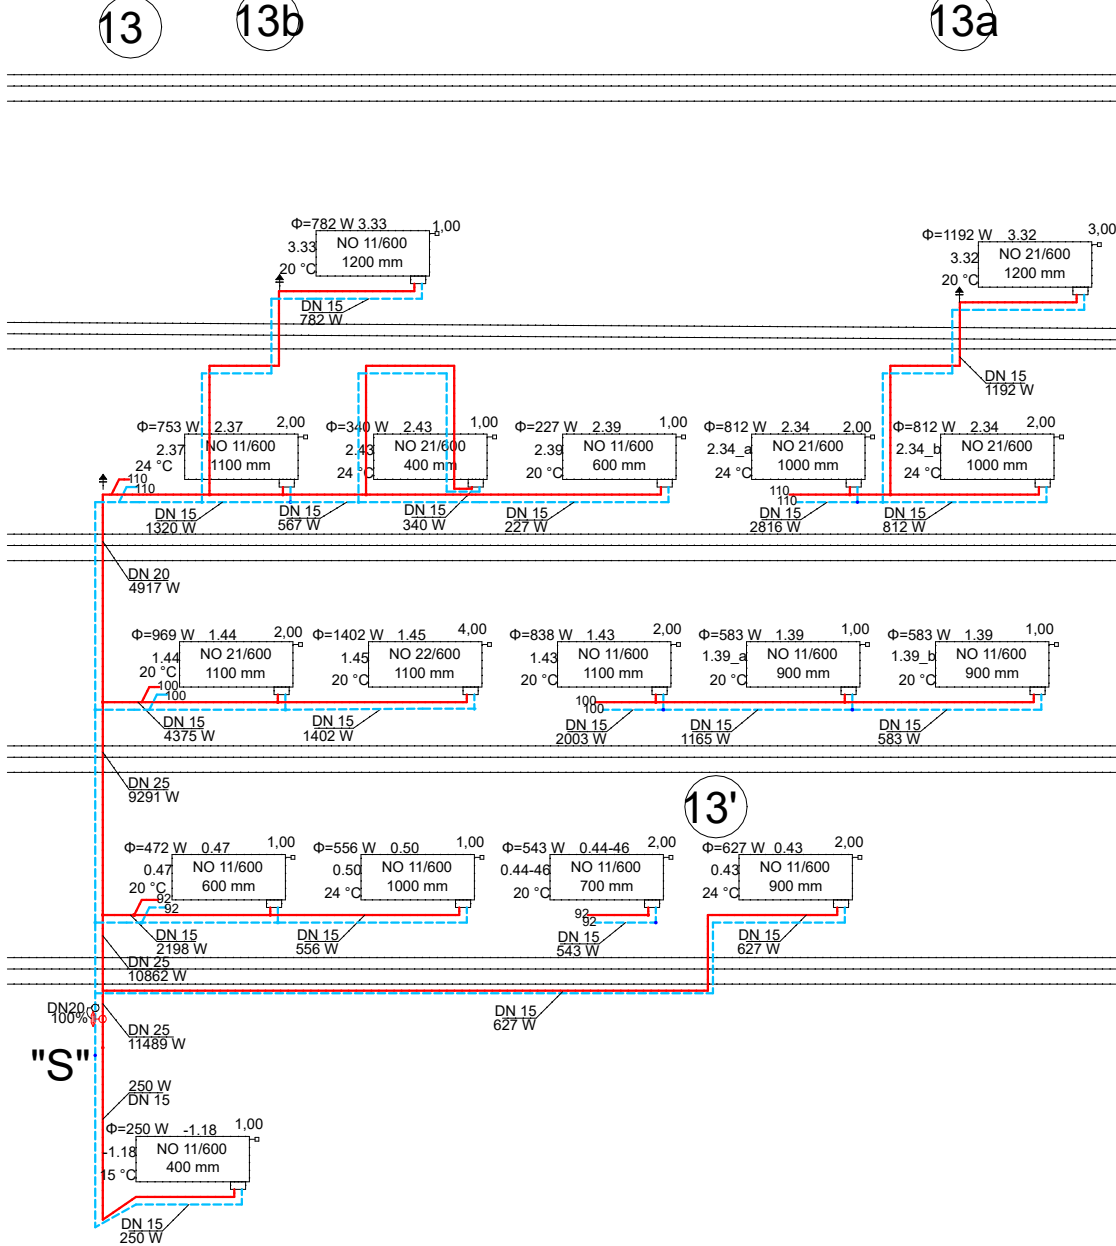 13
13b
13a
Φ=782 W 3.33
1,00
3.33
NO 11/600
1200 mm
20 °C
DN 15
782 W
Φ=1192 W 3.32
3,00
3.32
NO 21/600
1200 mm
20 °C
DN 15
1192 W
Φ=753 W 2.37
2,00
2.37
NO 11/600
1100 mm
24 °C
110
110
DN 15
1320 W
Φ=340 W 2.43
1,00
2.43
NO 21/600
400 mm
24 °C
DN 15
567 W
DN 15
340 W
Φ=227 W 2.39
1,00
2.39
NO 11/600
600 mm
20 °C
DN 15
227 W
Φ=812 W 2.34
2,00
2.34_a
NO 21/600
1000 mm
24 °C
110
110
DN 15
2816 W
Φ=812 W 2.34
2,00
2.34_b
NO 21/600
1000 mm
24 °C
DN 15
812 W
DN 20
4917 W
Φ=969 W 1.44
2,00
1.44
NO 21/600
1100 mm
20 °C
100
100
DN 15
4375 W
Φ=1402 W 1.45
4,00
1.45
NO 22/600
1100 mm
20 °C
DN 15
1402 W
Φ=838 W 1.43
2,00
1.43
NO 11/600
1100 mm
20 °C
100
100
DN 15
2003 W
Φ=583 W 1.39
1,00
1.39_a
NO 11/600
900 mm
20 °C
DN 15
1165 W
Φ=583 W 1.39
1,00
1.39_b
NO 11/600
900 mm
20 °C
DN 15
583 W
DN 25
9291 W
13'
Φ=472 W 0.47
1,00
0.47
NO 11/600
600 mm
20 °C
92
92
DN 15
2198 W
Φ=556 W 0.50
1,00
0.50
NO 11/600
1000 mm
24 °C
DN 15
556 W
Φ=543 W 0.44-46
2,00
0.44-46
NO 11/600
700 mm
20 °C
92
92
DN 15
543 W
Φ=627 W 0.43
2,00
0.43
NO 11/600
900 mm
24 °C
DN 15
627 W
DN 25
10862 W
DN 15
627 W
DN20
100%
DN 25
11489 W
"S"
250 W
DN 15
Φ=250 W -1.18
1,00
-1.18
NO 11/600
400 mm
15 °C
DN 15
250 W